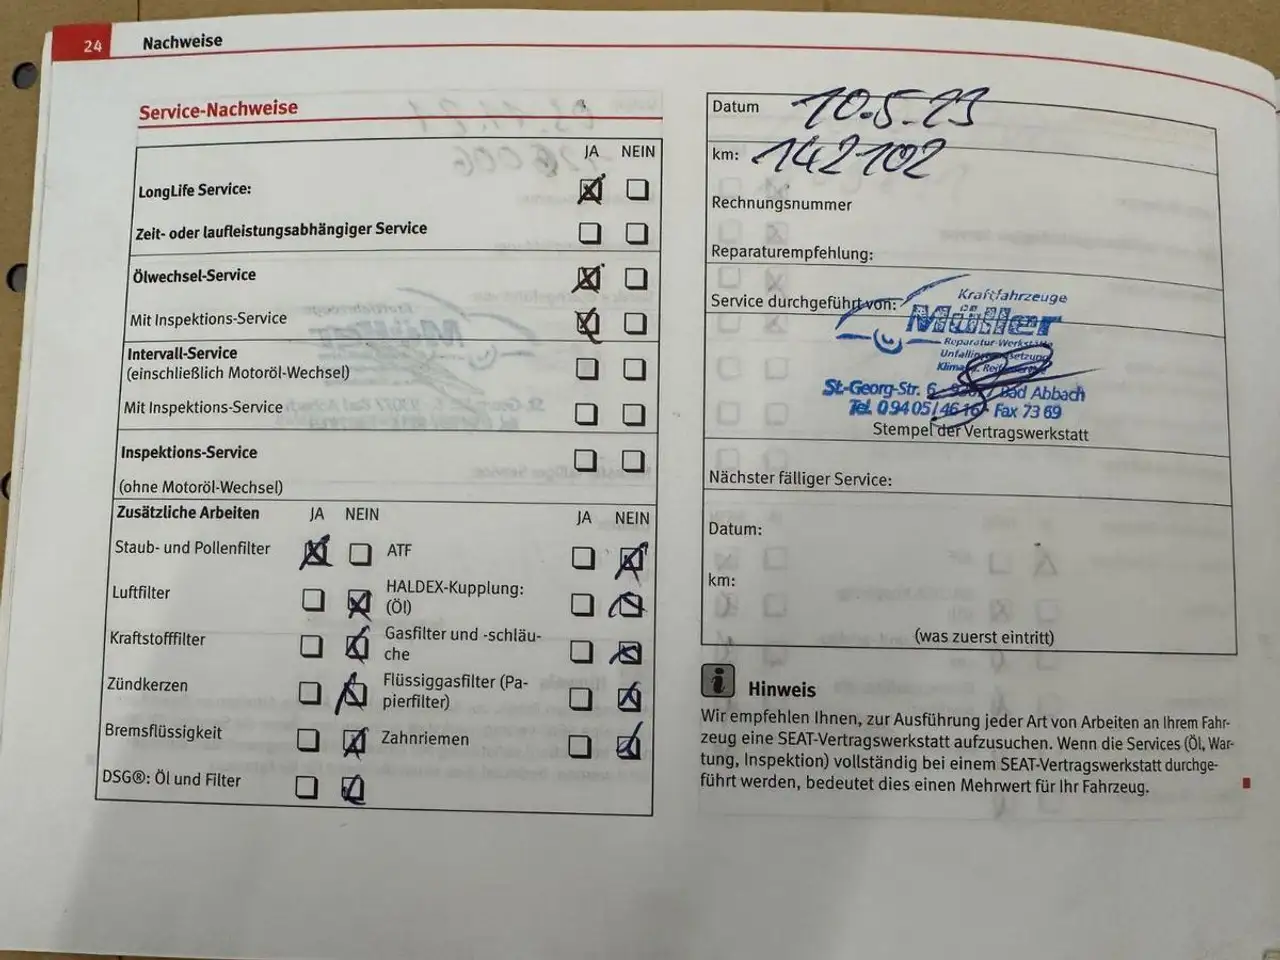 24 Nachweise
Service-Nachweise
JA NEIN
LongLife Service:
Zeit- oder laufleistungsabhängiger Service
Ölwechsel-Service
Mit Inspektions-Service
Intervall-Service
(einschließlich Motoröl-Wechsel)
Mit Inspektions-Service
Inspektions-Service
(ohne Motoröl-Wechsel)
Zusätzliche Arbeiten JA NEIN JA NEIN
Staub- und Pollenfilter ATF
Luftfilter HALDEX-Kupplung:
(Öl)
Kraftstofffilter Gasfilter und -schläu-
che
Zündkerzen Flüssiggasfilter (Pa-
pierfilter)
Bremsflüssigkeit Zahnriemen
DSG®: Öl und Filter
Datum 10.5.23
km: 142102
Rechnungsnummer
Reparaturempfehlung:
Service durchgeführt von:
Kraftfahrzeuge
Müller
Reparatur-Werkstätte
St.-Georg-Str. 6 Bad Abbach
Tel. 09405/4616 Fax 7369
Stempel der Vertragswerkstatt
Nächster fälliger Service:
Datum:
km:
(was zuerst eintritt)
Hinweis
Wir empfehlen Ihnen, zur Ausführung jeder Art von Arbeiten an Ihrem Fahr-
zeug eine SEAT-Vertragswerkstatt aufzusuchen. Wenn die Services (Öl, War-
tung, Inspektion) vollständig bei einem SEAT-Vertragswerkstatt durchge-
führt werden, bedeutet dies einen Mehrwert für Ihr Fahrzeug.